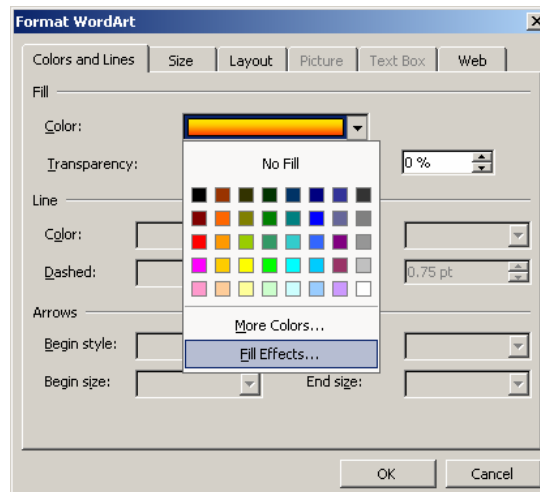 Format WordArt
Colors and Lines Size Layout Picture Text Box Web
Fill
Color:
No Fill
Transparency: 0 %
Line
Color:
Dashed: 0.75 pt
More Colors...
Fill Effects...
Arrows
Begin style:
Begin size: End size:
OK Cancel